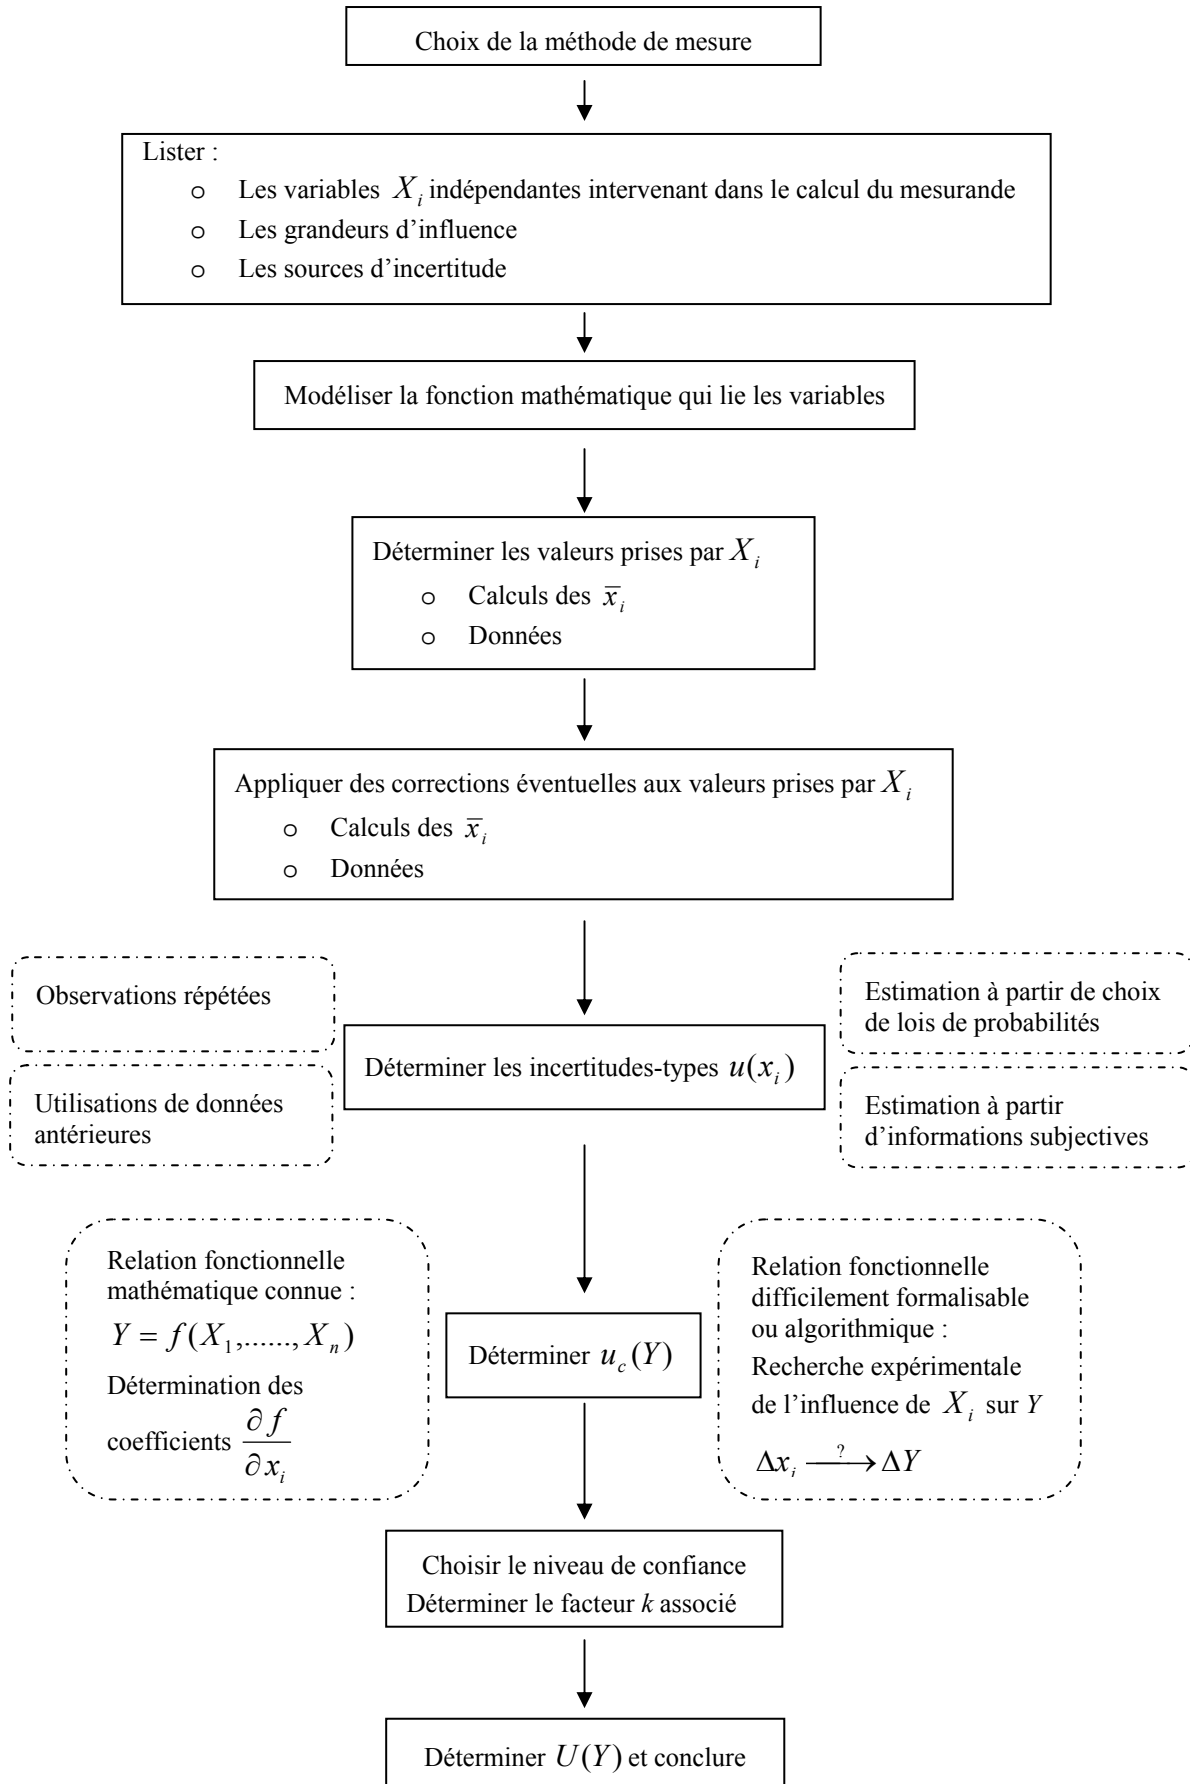 Choix de la méthode de mesure
Lister :
o Les variables X_i indépendantes intervenant dans le calcul du mesurande
o Les grandeurs d’influence
o Les sources d’incertitude
Modéliser la fonction mathématique qui lie les variables
Déterminer les valeurs prises par X_i
o Calculs des x̄_i
o Données
Appliquer des corrections éventuelles aux valeurs prises par X_i
o Calculs des x̄_i
o Données
Observations répétées
Utilisations de données
antérieures
Déterminer les incertitudes-types u(x_i)
Estimation à partir de choix
de lois de probabilités
Estimation à partir
d’informations subjectives
Relation fonctionnelle
mathématique connue :
Y = f(X_1,......, X_n)
Détermination des
coefficients ∂f/∂x_i
Déterminer u_c(Y)
Relation fonctionnelle
difficilement formalisable
ou algorithmique :
Recherche expérimentale
de l’influence de X_i sur Y
Δx_i —?→ ΔY
Choisir le niveau de confiance
Déterminer le facteur k associé
Déterminer U(Y) et conclure